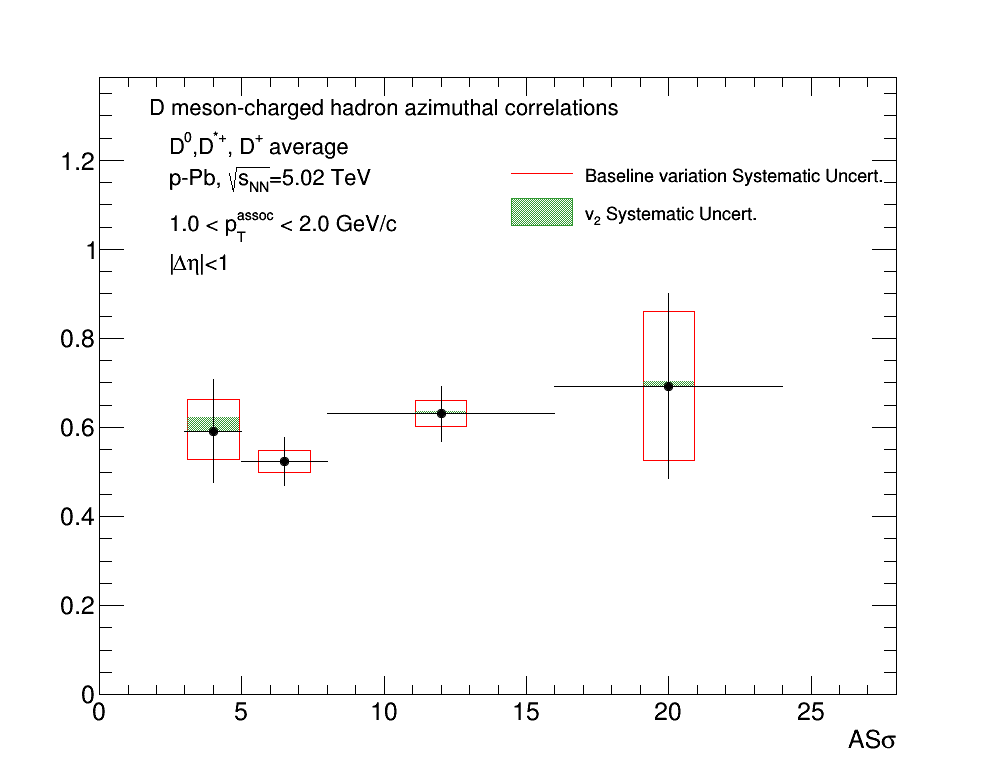 D meson-charged hadron azimuthal correlations
D⁰,D*⁺, D⁺ average
p-Pb, √sNN=5.02 TeV
Baseline variation Systematic Uncert.
v₂ Systematic Uncert.
1.0 < pTassoc < 2.0 GeV/c
|Δη|<1
1.2
1
0.8
0.6
0.4
0.2
0
0 5 10 15 20 25
ASσ